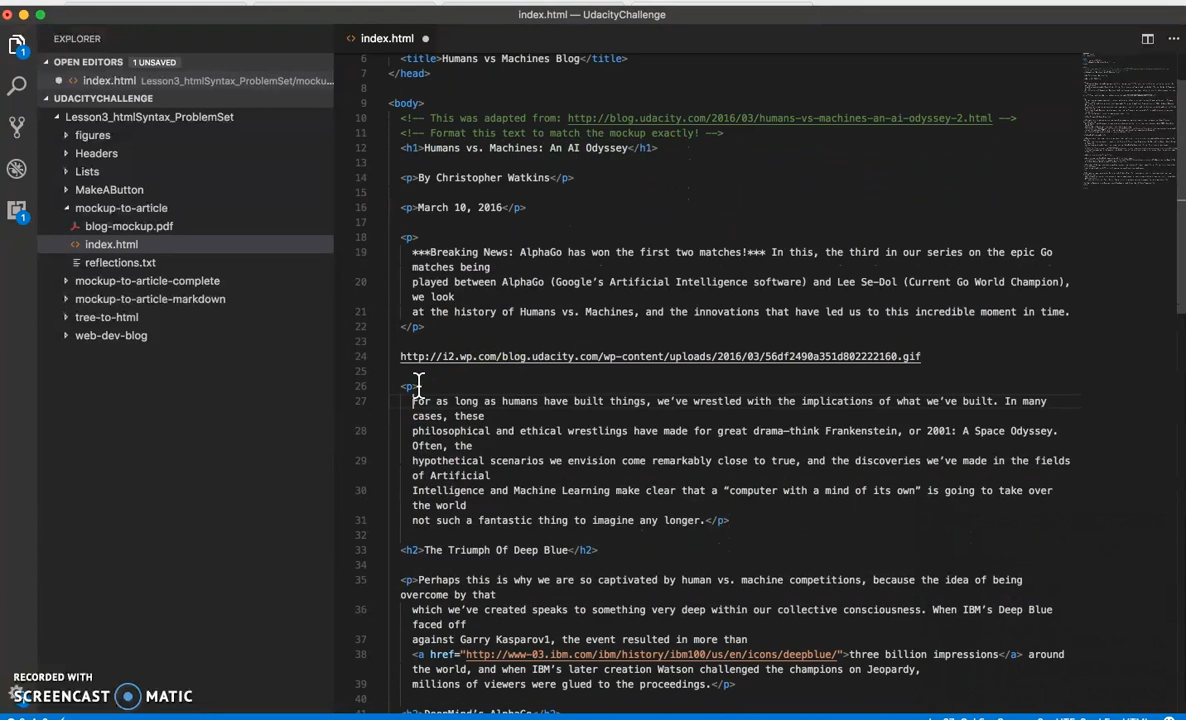 index.html — UdacityChallenge
EXPLORER
OPEN EDITORS 1 UNSAVED
index.html Lesson3_htmlSyntax_ProblemSet/mocku...
UDACITYCHALLENGE
Lesson3_htmlSyntax_ProblemSet
figures
Headers
Lists
MakeAButton
mockup-to-article
blog-mockup.pdf
index.html
reflections.txt
mockup-to-article-complete
mockup-to-article-markdown
tree-to-html
web-dev-blog
1
1
index.html
6 <title>Humans vs Machines Blog</title>
7 </head>
8
9 <body>
10 <!-- This was adapted from: http://blog.udacity.com/2016/03/humans-vs-machines-an-ai-odyssey-2.html -->
11 <!-- Format this text to match the mockup exactly! -->
12 <h1>Humans vs. Machines: An AI Odyssey</h1>
13
14 <p>By Christopher Watkins</p>
15
16 <p>March 10, 2016</p>
17
18 <p>
19 ***Breaking News: AlphaGo has won the first two matches!*** In this, the third in our series on the epic Go
matches being
20 played between AlphaGo (Google’s Artificial Intelligence software) and Lee Se-Dol (Current Go World Champion),
we look
21 at the history of Humans vs. Machines, and the innovations that have led us to this incredible moment in time.
22 </p>
23
24 http://i2.wp.com/blog.udacity.com/wp-content/uploads/2016/03/56df2490a351d802222160.gif
25
26 <p>
27 For as long as humans have built things, we’ve wrestled with the implications of what we’ve built. In many
cases, these
28 philosophical and ethical wrestlings have made for great drama—think Frankenstein, or 2001: A Space Odyssey.
Often, the
29 hypothetical scenarios we envision come remarkably close to true, and the discoveries we’ve made in the fields
of Artificial
30 Intelligence and Machine Learning make clear that a “computer with a mind of its own” is going to take over
the world
31 not such a fantastic thing to imagine any longer.</p>
32
33 <h2>The Triumph Of Deep Blue</h2>
34
35 <p>Perhaps this is why we are so captivated by human vs. machine competitions, because the idea of being
overcome by that
36 which we’ve created speaks to something very deep within our collective consciousness. When IBM’s Deep Blue
faced off
37 against Garry Kasparov1, the event resulted in more than
38 <a href="http://www-03.ibm.com/ibm/history/ibm100/us/en/icons/deepblue/">three billion impressions</a> around
the world, and when IBM’s later creation Watson challenged the champions on Jeopardy,
39 millions of viewers were glued to the proceedings.</p>
40
RECORDED WITH
SCREENCAST MATIC